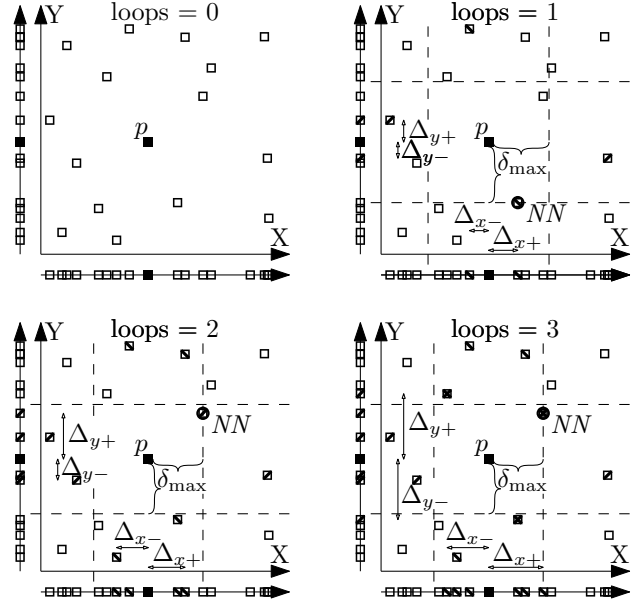 Y loops = 0
p
X
Y loops = 1
p
Δy+
Δy−
δmax
NN
Δx−
Δx+
X
Y loops = 2
NN
Δy+
p
Δy−
δmax
Δx−
Δx+
X
Y loops = 3
NN
Δy+
p
δmax
Δy−
Δx−
Δx+
X